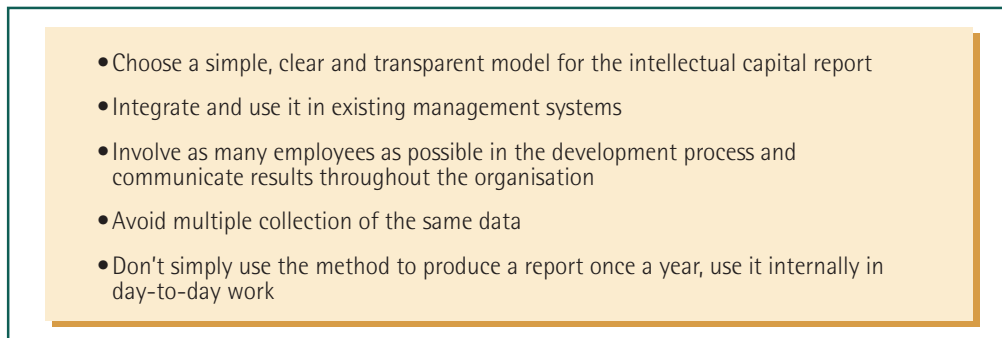 • Choose a simple, clear and transparent model for the intellectual capital report
• Integrate and use it in existing management systems
• Involve as many employees as possible in the development process and
communicate results throughout the organisation
• Avoid multiple collection of the same data
• Don't simply use the method to produce a report once a year, use it internally in
day-to-day work